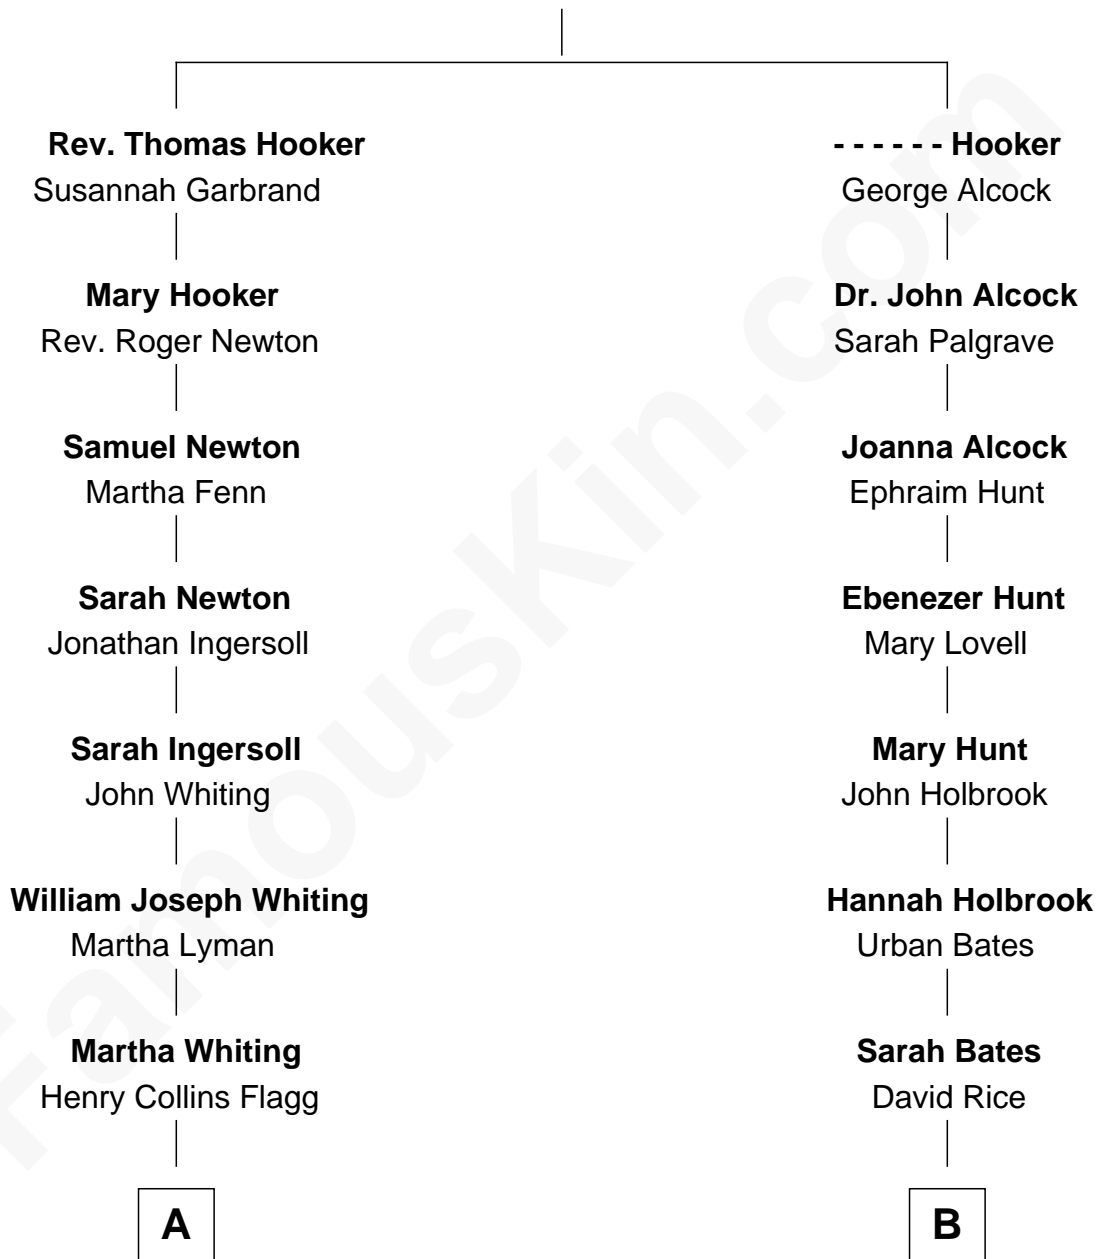 Rev. Thomas Hooker
Susannah Garbrand
Mary Hooker
Rev. Roger Newton
Samuel Newton
Martha Fenn
Sarah Newton
Jonathan Ingersoll
Sarah Ingersoll
John Whiting
William Joseph Whiting
Martha Lyman
Martha Whiting
Henry Collins Flagg
A
- - - - - - Hooker
George Alcock
Dr. John Alcock
Sarah Palgrave
Joanna Alcock
Ephraim Hunt
Ebenezer Hunt
Mary Lovell
Mary Hunt
John Holbrook
Hannah Holbrook
Urban Bates
Sarah Bates
David Rice
B
FamousKin.com